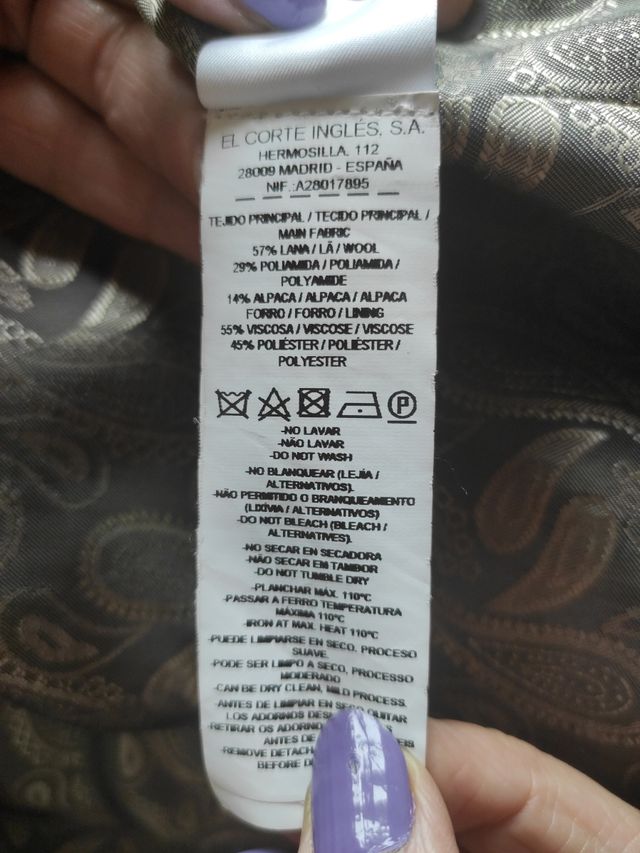 EL CORTE INGLÉS, S.A.
HERMOSILLA, 112
28009 MADRID - ESPAÑA
NIF.:A28017895
TEJIDO PRINCIPAL / TECIDO PRINCIPAL /
MAIN FABRIC
57% LANA / LÃ / WOOL
29% POLIAMIDA / POLIAMIDA /
POLYAMIDE
14% ALPACA / ALPACA / ALPACA
FORRO / FORRO / LINING
55% VISCOSA / VISCOSE / VISCOSE
45% POLIÉSTER / POLIÉSTER /
POLYESTER
P
-NO LAVAR
-NÃO LAVAR
-DO NOT WASH
-NO BLANQUEAR (LEJÍA /
ALTERNATIVOS).
-NÃO PERMITIDO O BRANQUEAMENTO
(LIXÍVIA / ALTERNATIVOS)
-DO NOT BLEACH (BLEACH /
ALTERNATIVES).
-NO SECAR EN SECADORA
-NÃO SECAR EM TAMBOR
-DO NOT TUMBLE DRY
-PLANCHAR MÁX. 110ºC
-PASSAR A FERRO TEMPERATURA
MÁXIMA 110ºC
-IRON AT MAX. HEAT 110ºC
-PUEDE LIMPIARSE EN SECO, PROCESO
SUAVE.
-PODE SER LIMPO A SECO, PROCESSO
MODERADO
-CAN BE DRY CLEAN, MILD PROCESS.
-ANTES DE LIMPIAR EN SECO QUITAR
LOS ADORNOS
-RETIRAR OS
ANTES DE
-REMOVE
BEFORE